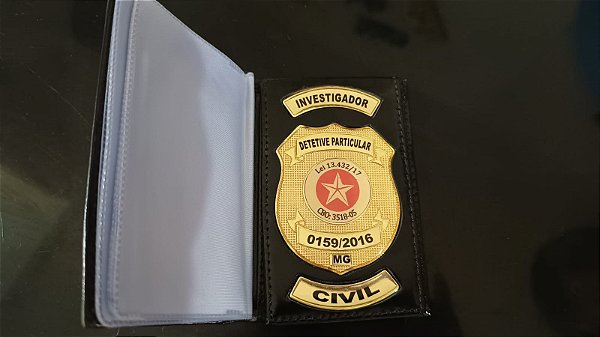 INVESTIGADOR
DETETIVE PARTICULAR
Lei 13.432/17
CBO: 3518-05
0159/2016
MG
CIVIL